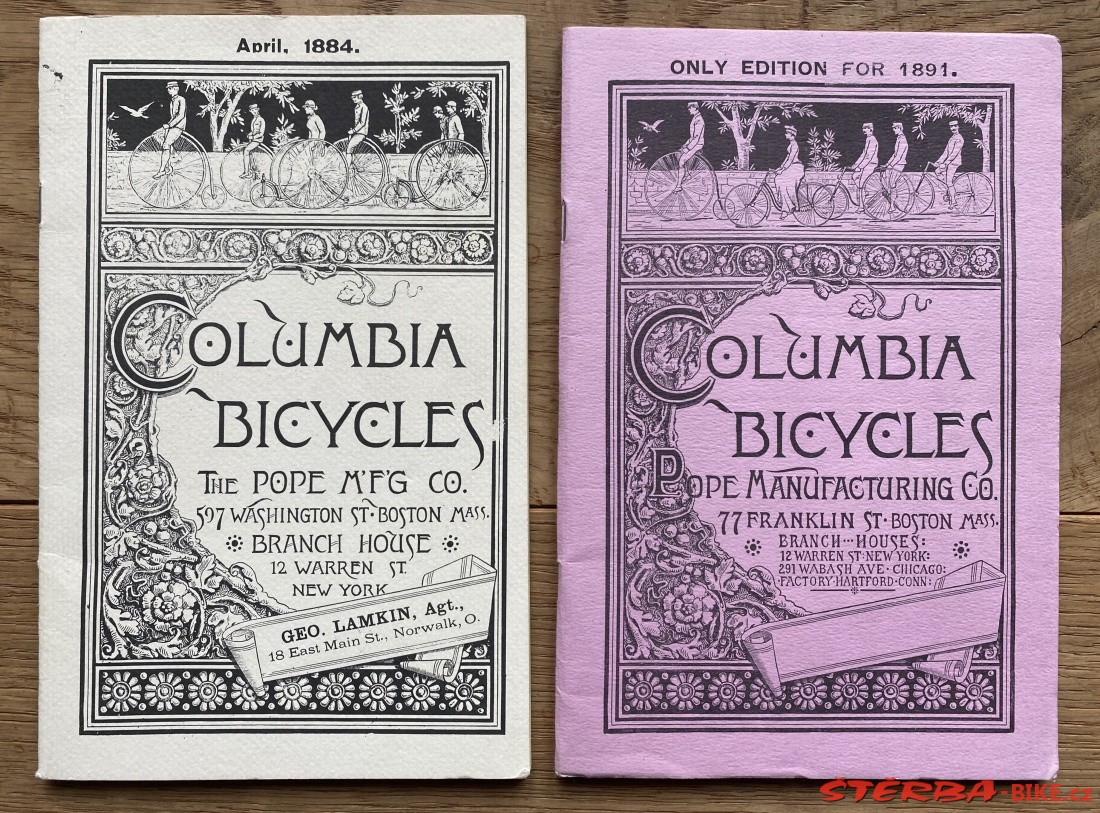 April, 1884.
COLUMBIA
BICYCLES
THE POPE M'F'G CO.
597 WASHINGTON ST · BOSTON MASS.
BRANCH HOUSE
12 WARREN ST.
NEW YORK
GEO. LAMKIN, Agt.,
18 East Main St., Norwalk, O.
ONLY EDITION FOR 1891.
COLUMBIA
BICYCLES
POPE MANUFACTURING CO.
77 FRANKLIN ST · BOSTON MASS.
BRANCH HOUSES:
12 WARREN ST · NEW YORK:
291 WABASH AVE · CHICAGO:
FACTORY · HARTFORD · CONN:
ŠTĚRBA-BIKE.cz